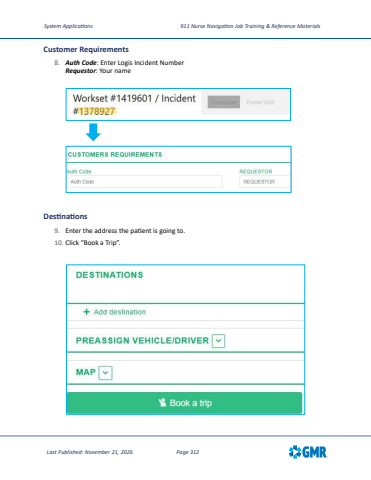 System Applications
911 Nurse Navigation Job Training & Reference Materials
Customer Requirements
8. Auth Code: Enter Logis Incident Number
Requestor: Your name
Workset #1419601 / Incident
#1378927
Home Visit
CUSTOMERS REQUIREMENTS
Auth Code
REQUESTOR
Auth Code
REQUESTOR
Destinations
9. Enter the address the patient is going to.
10. Click "Book a Trip".
DESTINATIONS
+ Add destination
PREASSIGN VEHICLE/DRIVER
MAP
Book a trip
Last Published: November 21, 2026
Page 312
GMR